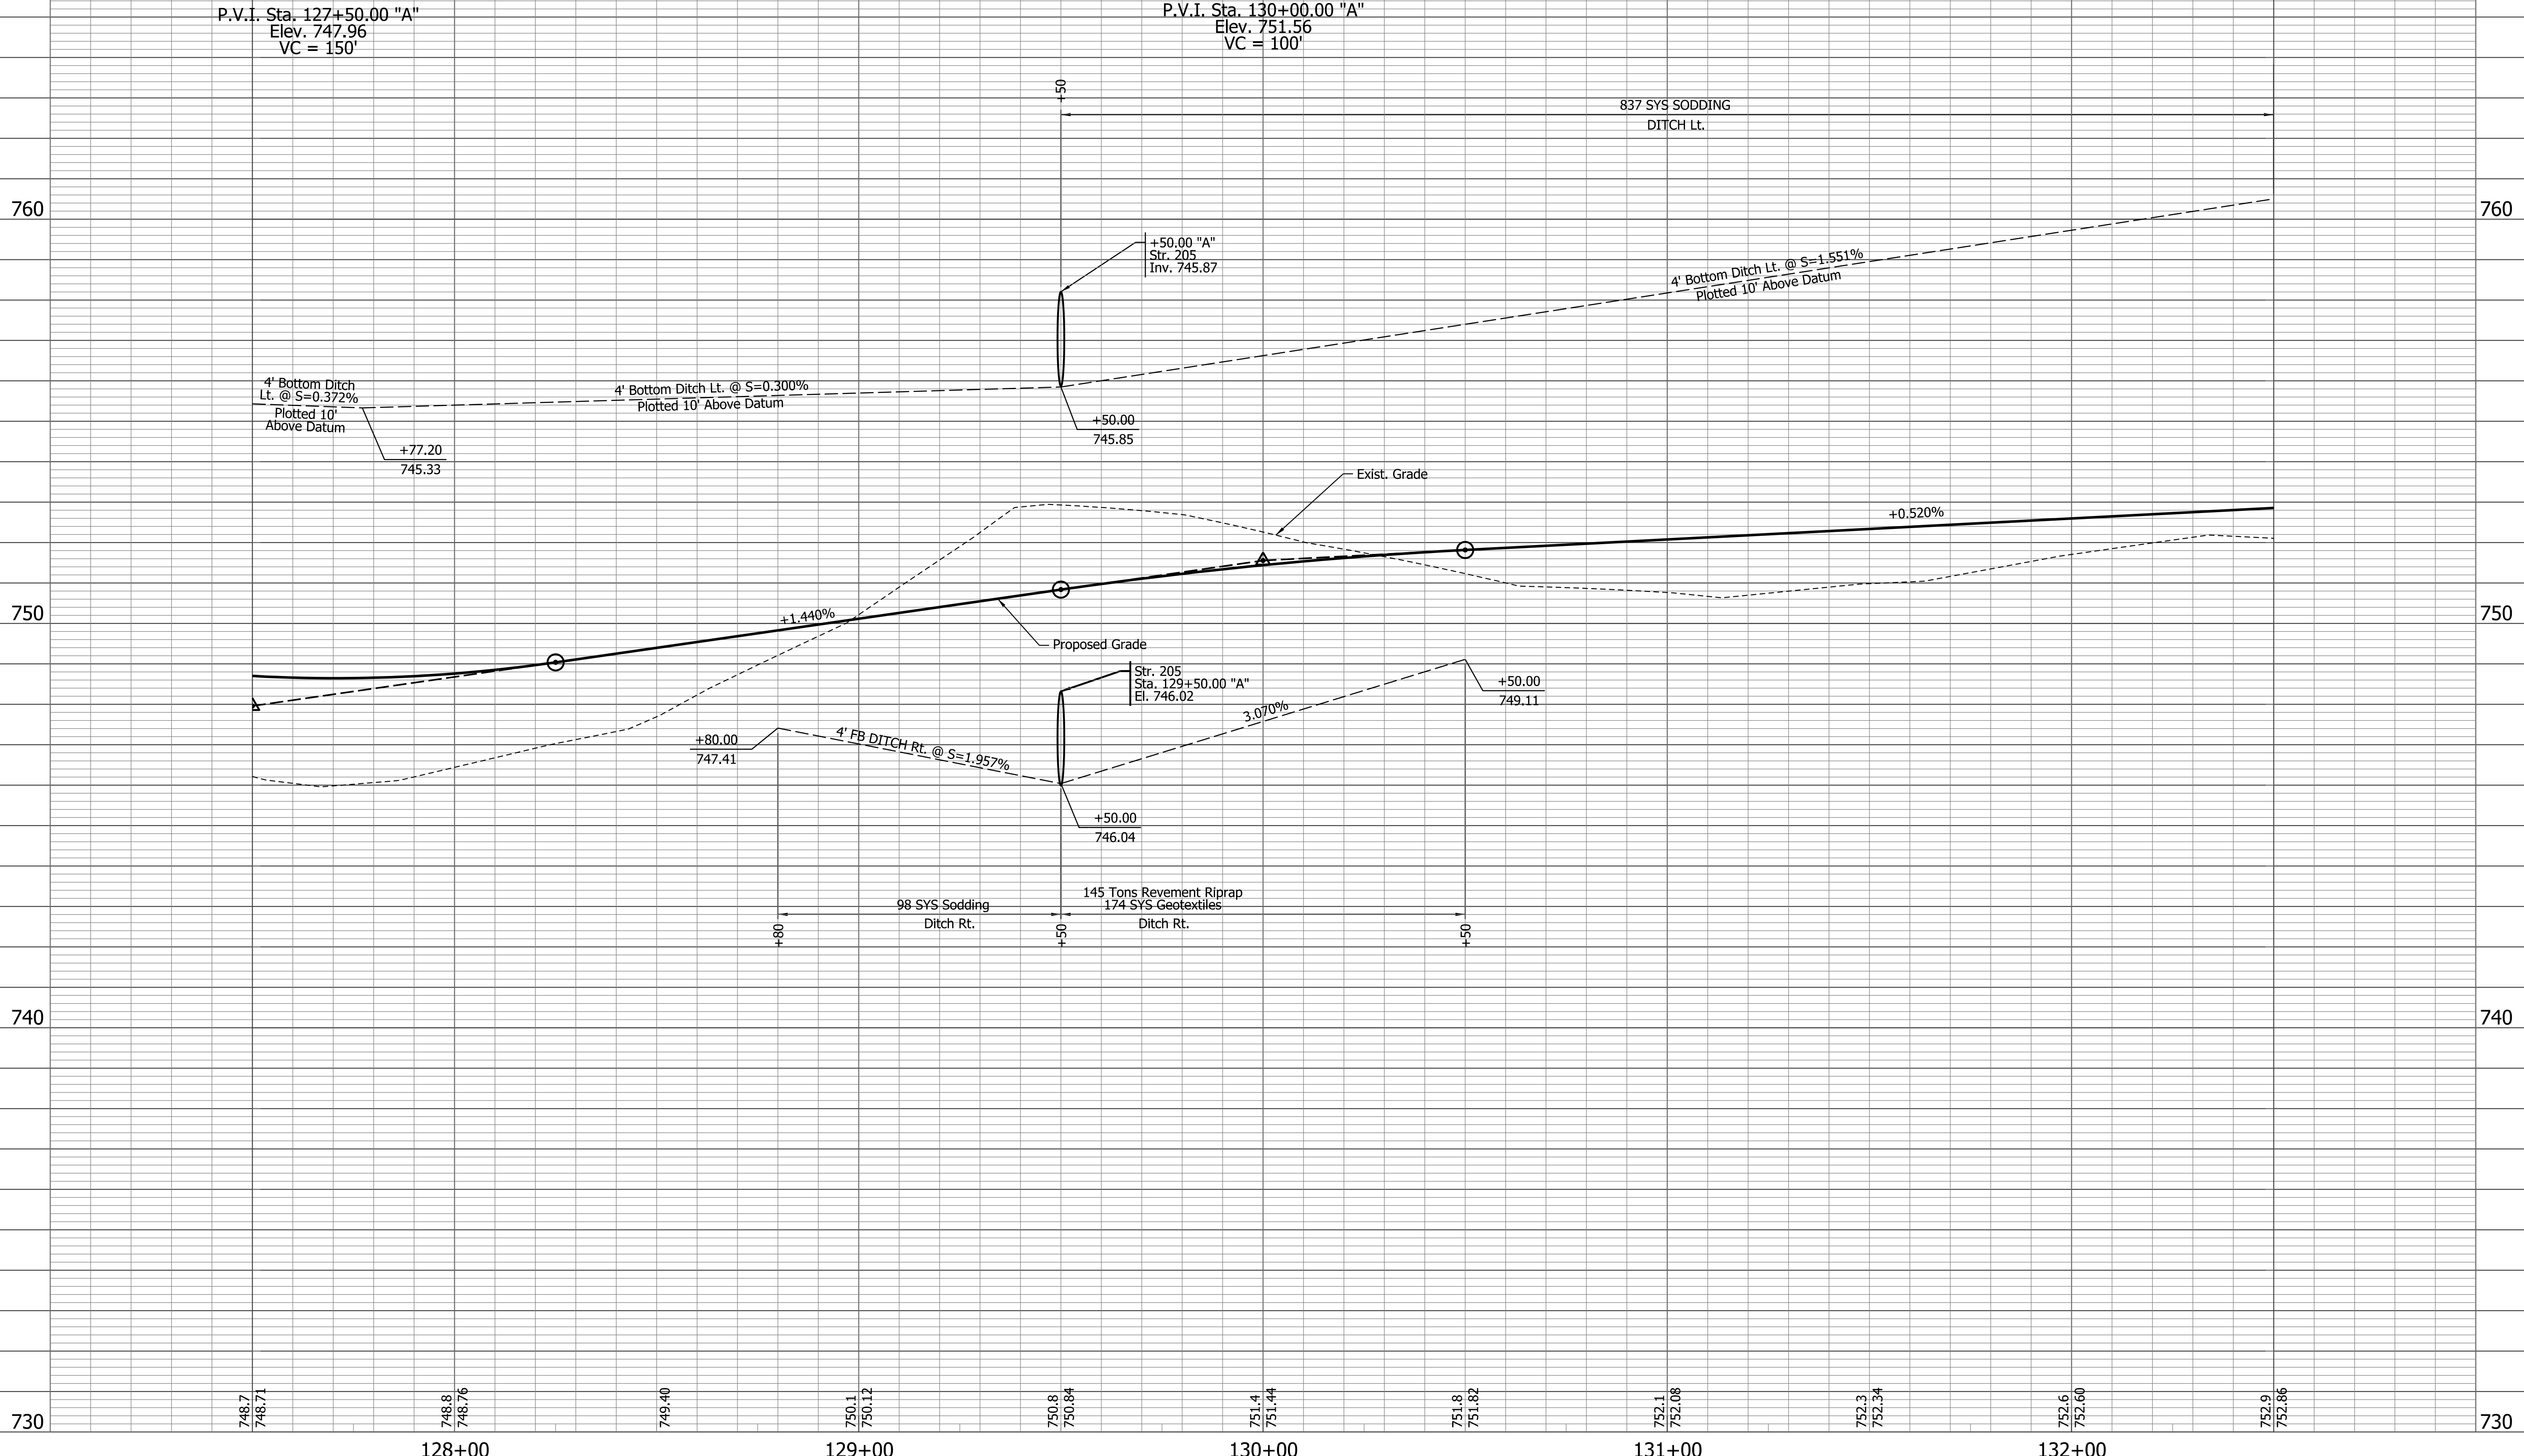 P.V.I. Sta. 127+50.00 "A"
Elev. 747.96
VC = 150'
P.V.I. Sta. 130+00.00 "A"
Elev. 751.56
VC = 100'
+50
837 SYS SODDING
DITCH Lt.
760
760
+50.00 "A"
Str. 205
Inv. 745.87
4' Bottom Ditch Lt. @ S=1.551%
Plotted 10' Above Datum
4' Bottom Ditch
Lt. @ S=0.372%
Plotted 10'
Above Datum
4' Bottom Ditch Lt. @ S=0.300%
Plotted 10' Above Datum
+50.00
745.85
+77.20
745.33
Exist. Grade
+0.520%
750
750
+1.440%
Proposed Grade
Str. 205
Sta. 129+50.00 "A"
El. 746.02
+50.00
749.11
3.070%
+80.00
747.41
4' FB DITCH Rt. @ S=1.957%
+50.00
746.04
98 SYS Sodding
Ditch Rt.
145 Tons Revement Riprap
174 SYS Geotextiles
Ditch Rt.
+80
+50
+50
740
740
748.7
748.71
748.8
748.76
749.40
750.1
750.12
750.8
750.84
751.4
751.44
751.8
751.82
752.1
752.08
752.3
752.34
752.6
752.60
752.9
752.86
730
730
128+00
129+00
130+00
131+00
132+00